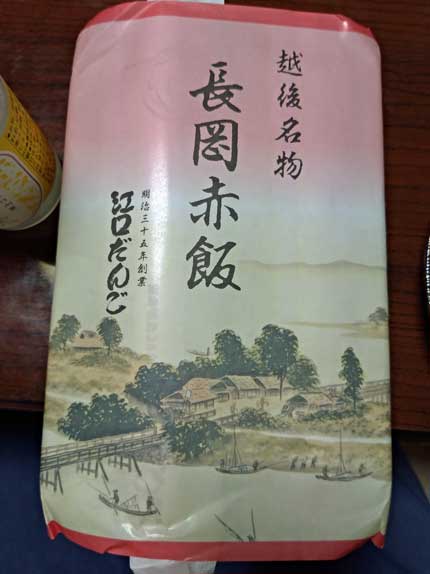 越後名物
長岡赤飯
明治三十五年創業
江口だんご